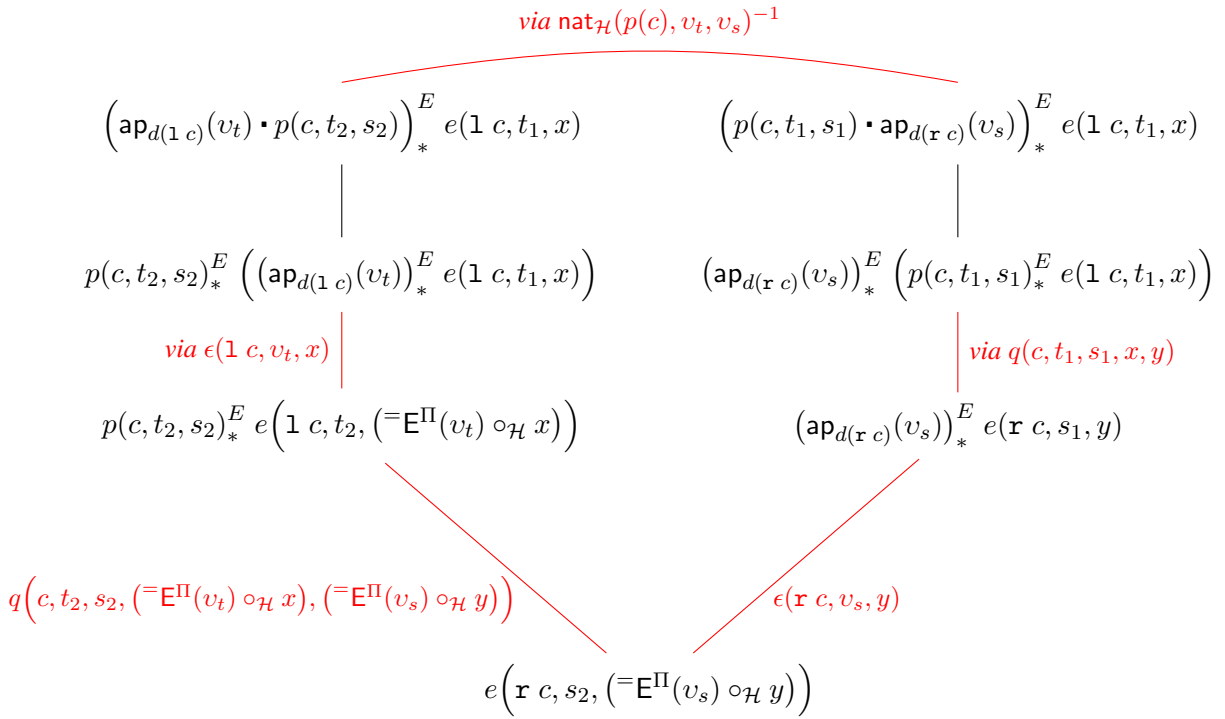 via nat_ℋ(p(c), υ_t, υ_s)^{−1}
(ap_{d(l c)}(υ_t) ▪ p(c, t_2, s_2))^E_* e(l c, t_1, x) (p(c, t_1, s_1) ▪ ap_{d(r c)}(υ_s))^E_* e(l c, t_1, x)
p(c, t_2, s_2)^E_* ((ap_{d(l c)}(υ_t))^E_* e(l c, t_1, x)) (ap_{d(r c)}(υ_s))^E_* (p(c, t_1, s_1)^E_* e(l c, t_1, x))
via ϵ(l c, υ_t, x) via q(c, t_1, s_1, x, y)
p(c, t_2, s_2)^E_* e(l c, t_2, (^=E^Π(υ_t) ∘_ℋ x)) (ap_{d(r c)}(υ_s))^E_* e(r c, s_1, y)
q(c, t_2, s_2, (^=E^Π(υ_t) ∘_ℋ x), (^=E^Π(υ_s) ∘_ℋ y)) ϵ(r c, υ_s, y)
e(r c, s_2, (^=E^Π(υ_s) ∘_ℋ y))